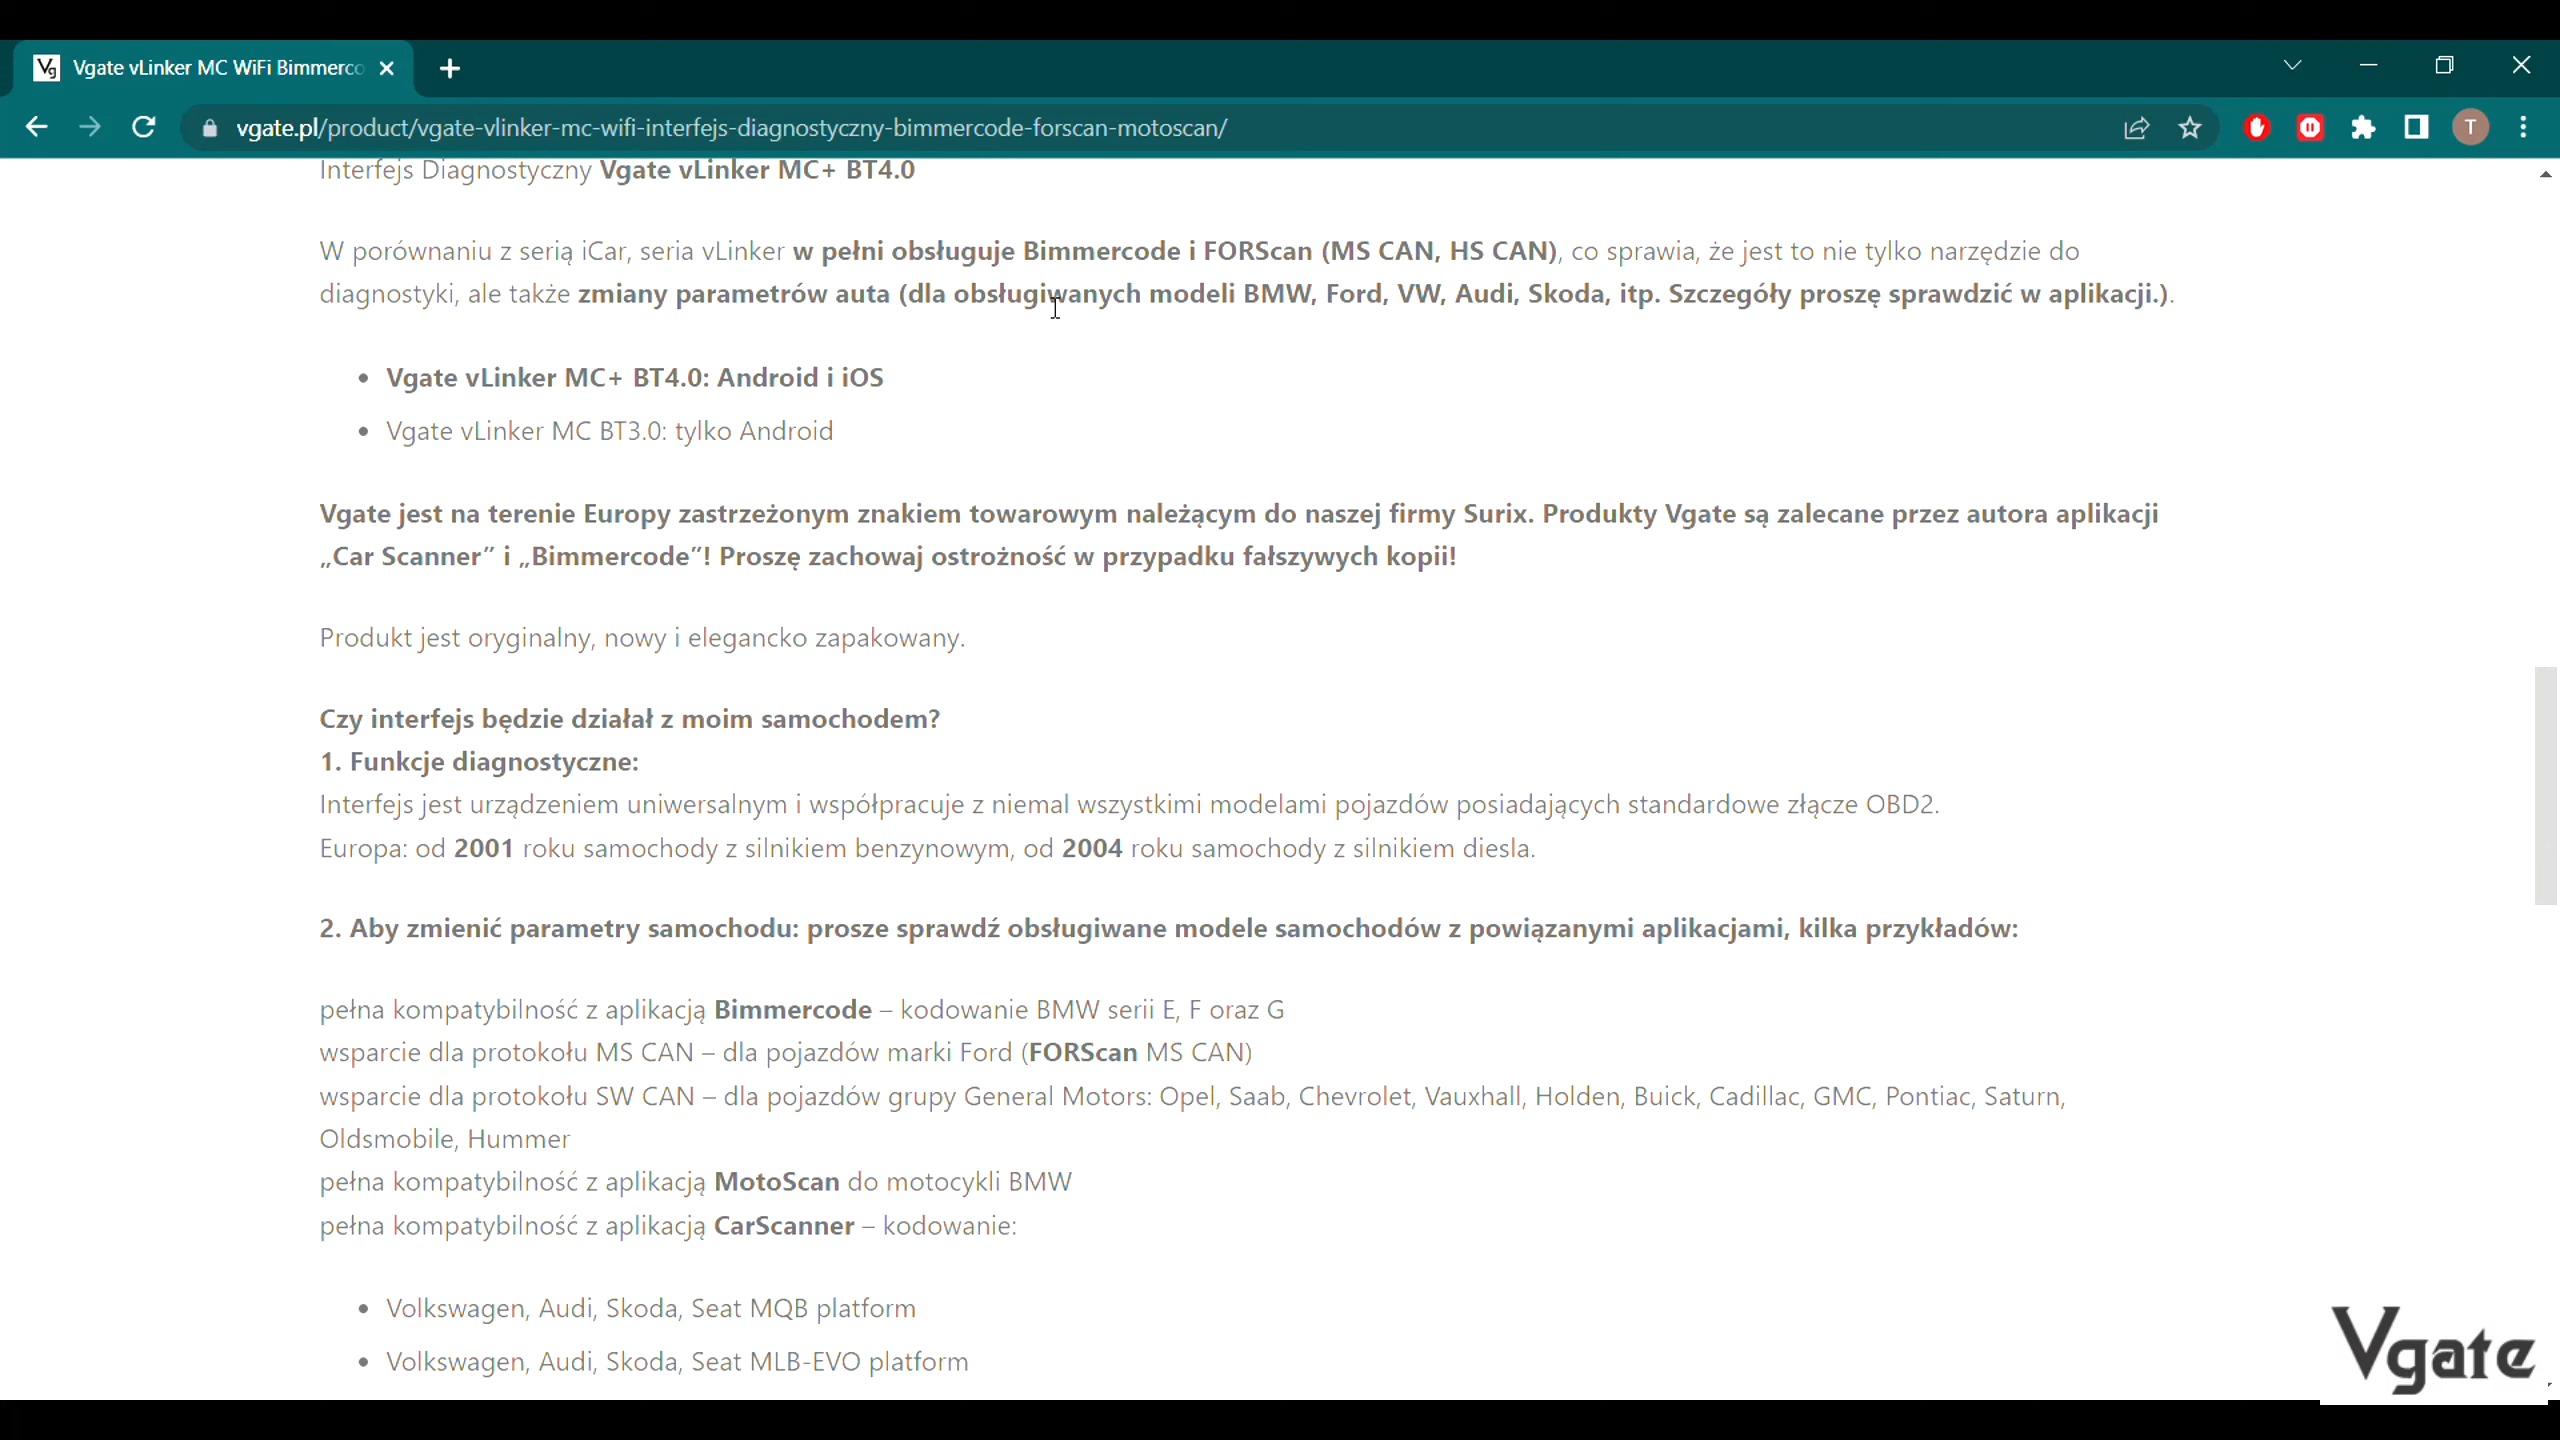 Vgate vLinker MC WiFi Bimmerco
vgate.pl/product/vgate-vlinker-mc-wifi-interfejs-diagnostyczny-bimmercode-forscan-motoscan/
T
Interfejs Diagnostyczny Vgate vLinker MC+ BT4.0
W porównaniu z serią iCar, seria vLinker w pełni obsługuje Bimmercode i FORScan (MS CAN, HS CAN), co sprawia, że jest to nie tylko narzędzie do
diagnostyki, ale także zmiany parametrów auta (dla obsługiwanych modeli BMW, Ford, VW, Audi, Skoda, itp. Szczegóły proszę sprawdzić w aplikacji.).
• Vgate vLinker MC+ BT4.0: Android i iOS
• Vgate vLinker MC BT3.0: tylko Android
Vgate jest na terenie Europy zastrzeżonym znakiem towarowym należącym do naszej firmy Surix. Produkty Vgate są zalecane przez autora aplikacji
„Car Scanner” i „Bimmercode”! Proszę zachowaj ostrożność w przypadku fałszywych kopii!
Produkt jest oryginalny, nowy i elegancko zapakowany.
Czy interfejs będzie działał z moim samochodem?
1. Funkcje diagnostyczne:
Interfejs jest urządzeniem uniwersalnym i współpracuje z niemal wszystkimi modelami pojazdów posiadających standardowe złącze OBD2.
Europa: od 2001 roku samochody z silnikiem benzynowym, od 2004 roku samochody z silnikiem diesla.
2. Aby zmienić parametry samochodu: prosze sprawdź obsługiwane modele samochodów z powiązanymi aplikacjami, kilka przykładów:
pełna kompatybilność z aplikacją Bimmercode – kodowanie BMW serii E, F oraz G
wsparcie dla protokołu MS CAN – dla pojazdów marki Ford (FORScan MS CAN)
wsparcie dla protokołu SW CAN – dla pojazdów grupy General Motors: Opel, Saab, Chevrolet, Vauxhall, Holden, Buick, Cadillac, GMC, Pontiac, Saturn,
Oldsmobile, Hummer
pełna kompatybilność z aplikacją MotoScan do motocykli BMW
pełna kompatybilność z aplikacją CarScanner – kodowanie:
• Volkswagen, Audi, Skoda, Seat MQB platform
• Volkswagen, Audi, Skoda, Seat MLB-EVO platform
Vgate